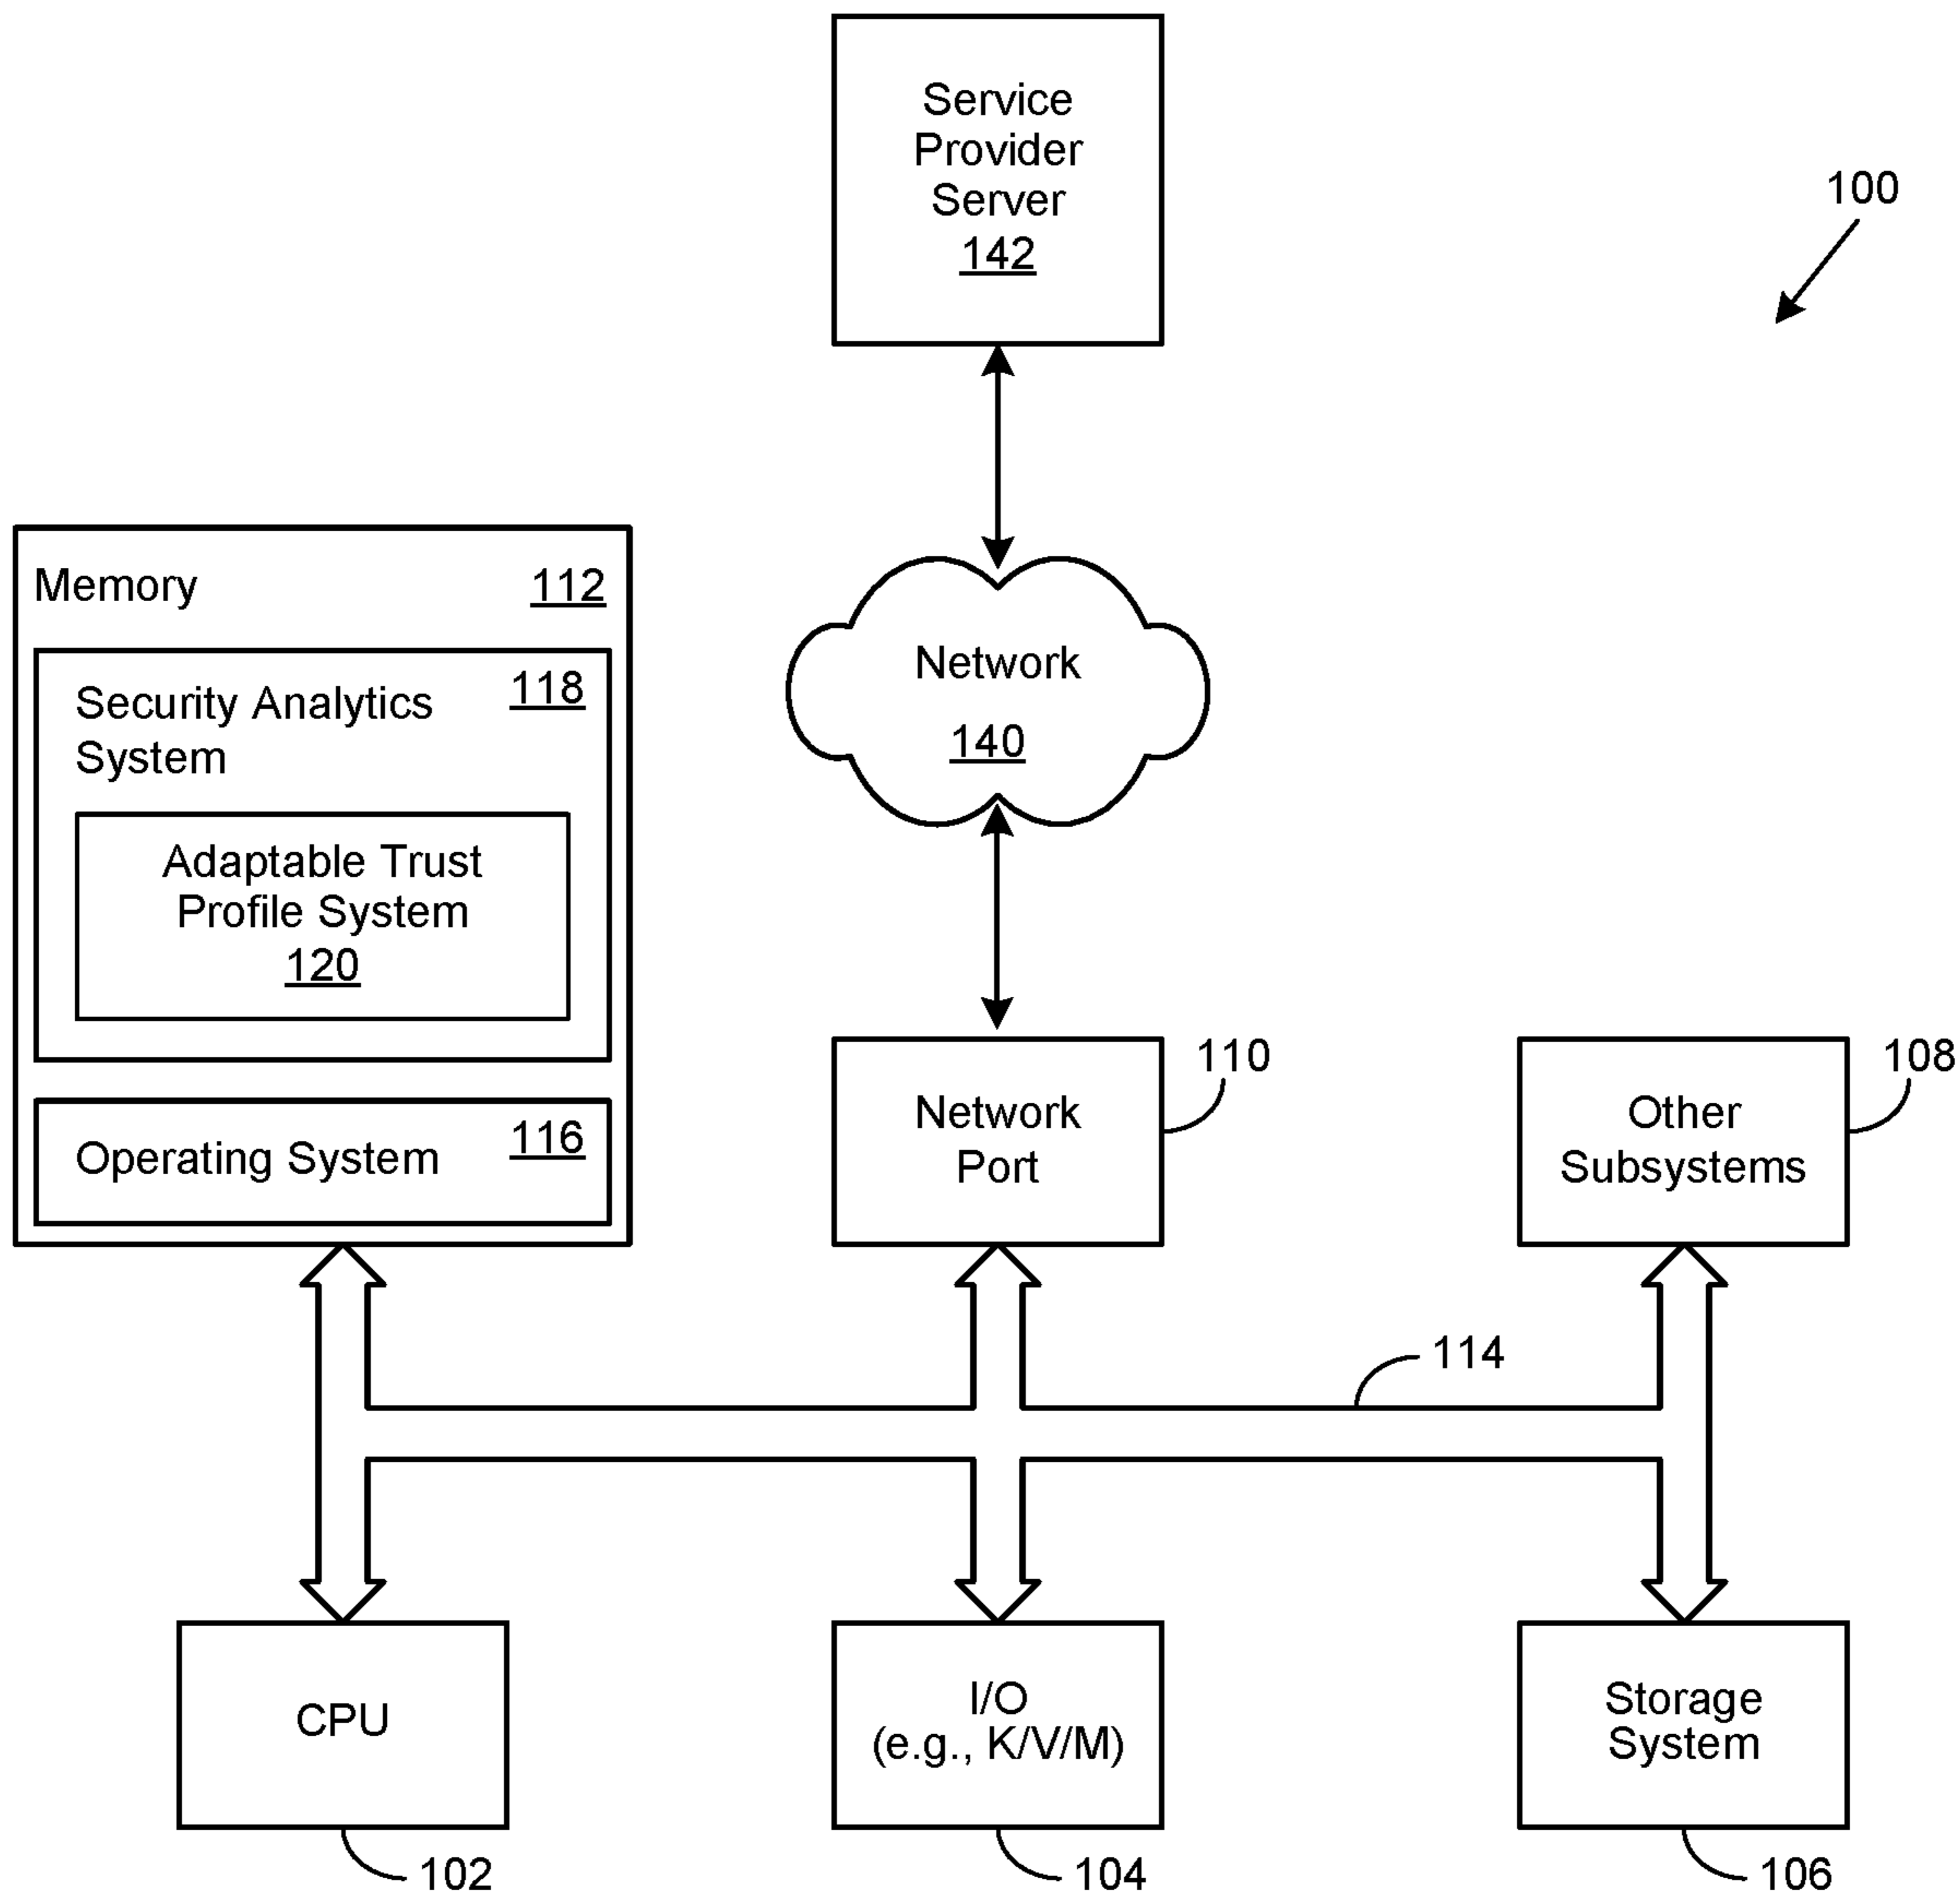 Service
Provider
Server
142
100
Memory 112
Security Analytics 118
System
Adaptable Trust
Profile System
120
Operating System 116
Network
140
Network
Port
110
Other
Subsystems
108
114
CPU
102
I/O
(e.g., K/V/M)
104
Storage
System
106